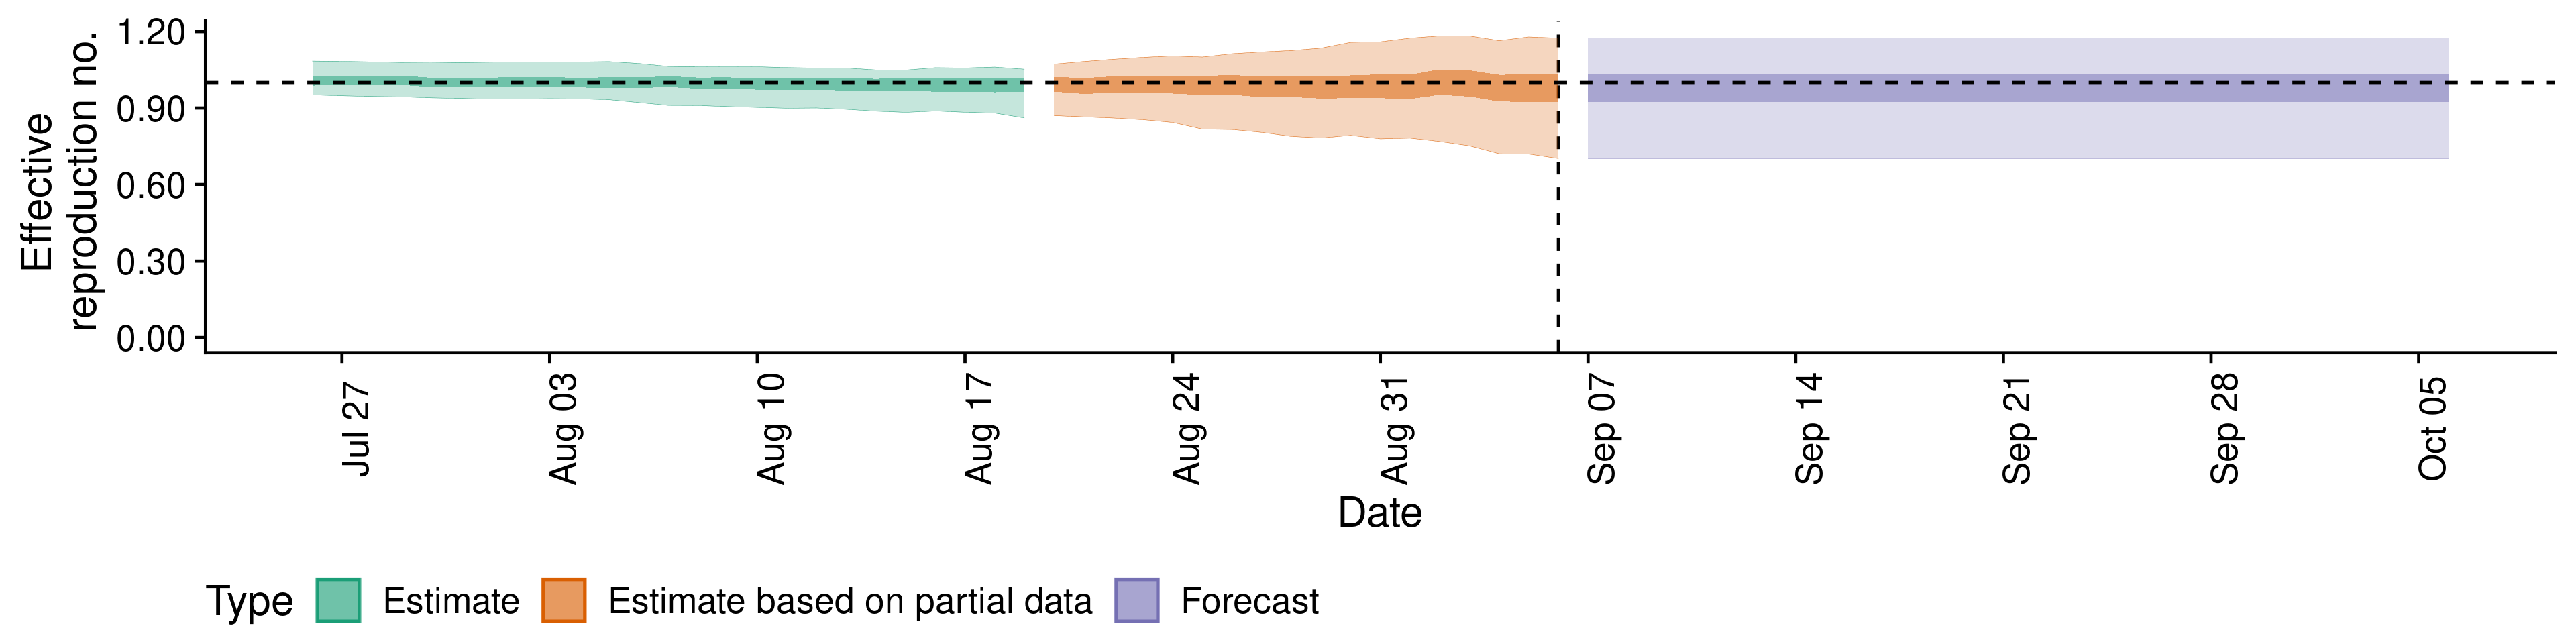 Effective
reproduction no.
1.20
0.90
0.60
0.30
0.00
Jul 27
Aug 03
Aug 10
Aug 17
Aug 24
Aug 31
Sep 07
Sep 14
Sep 21
Sep 28
Oct 05
Date
Type Estimate Estimate based on partial data Forecast